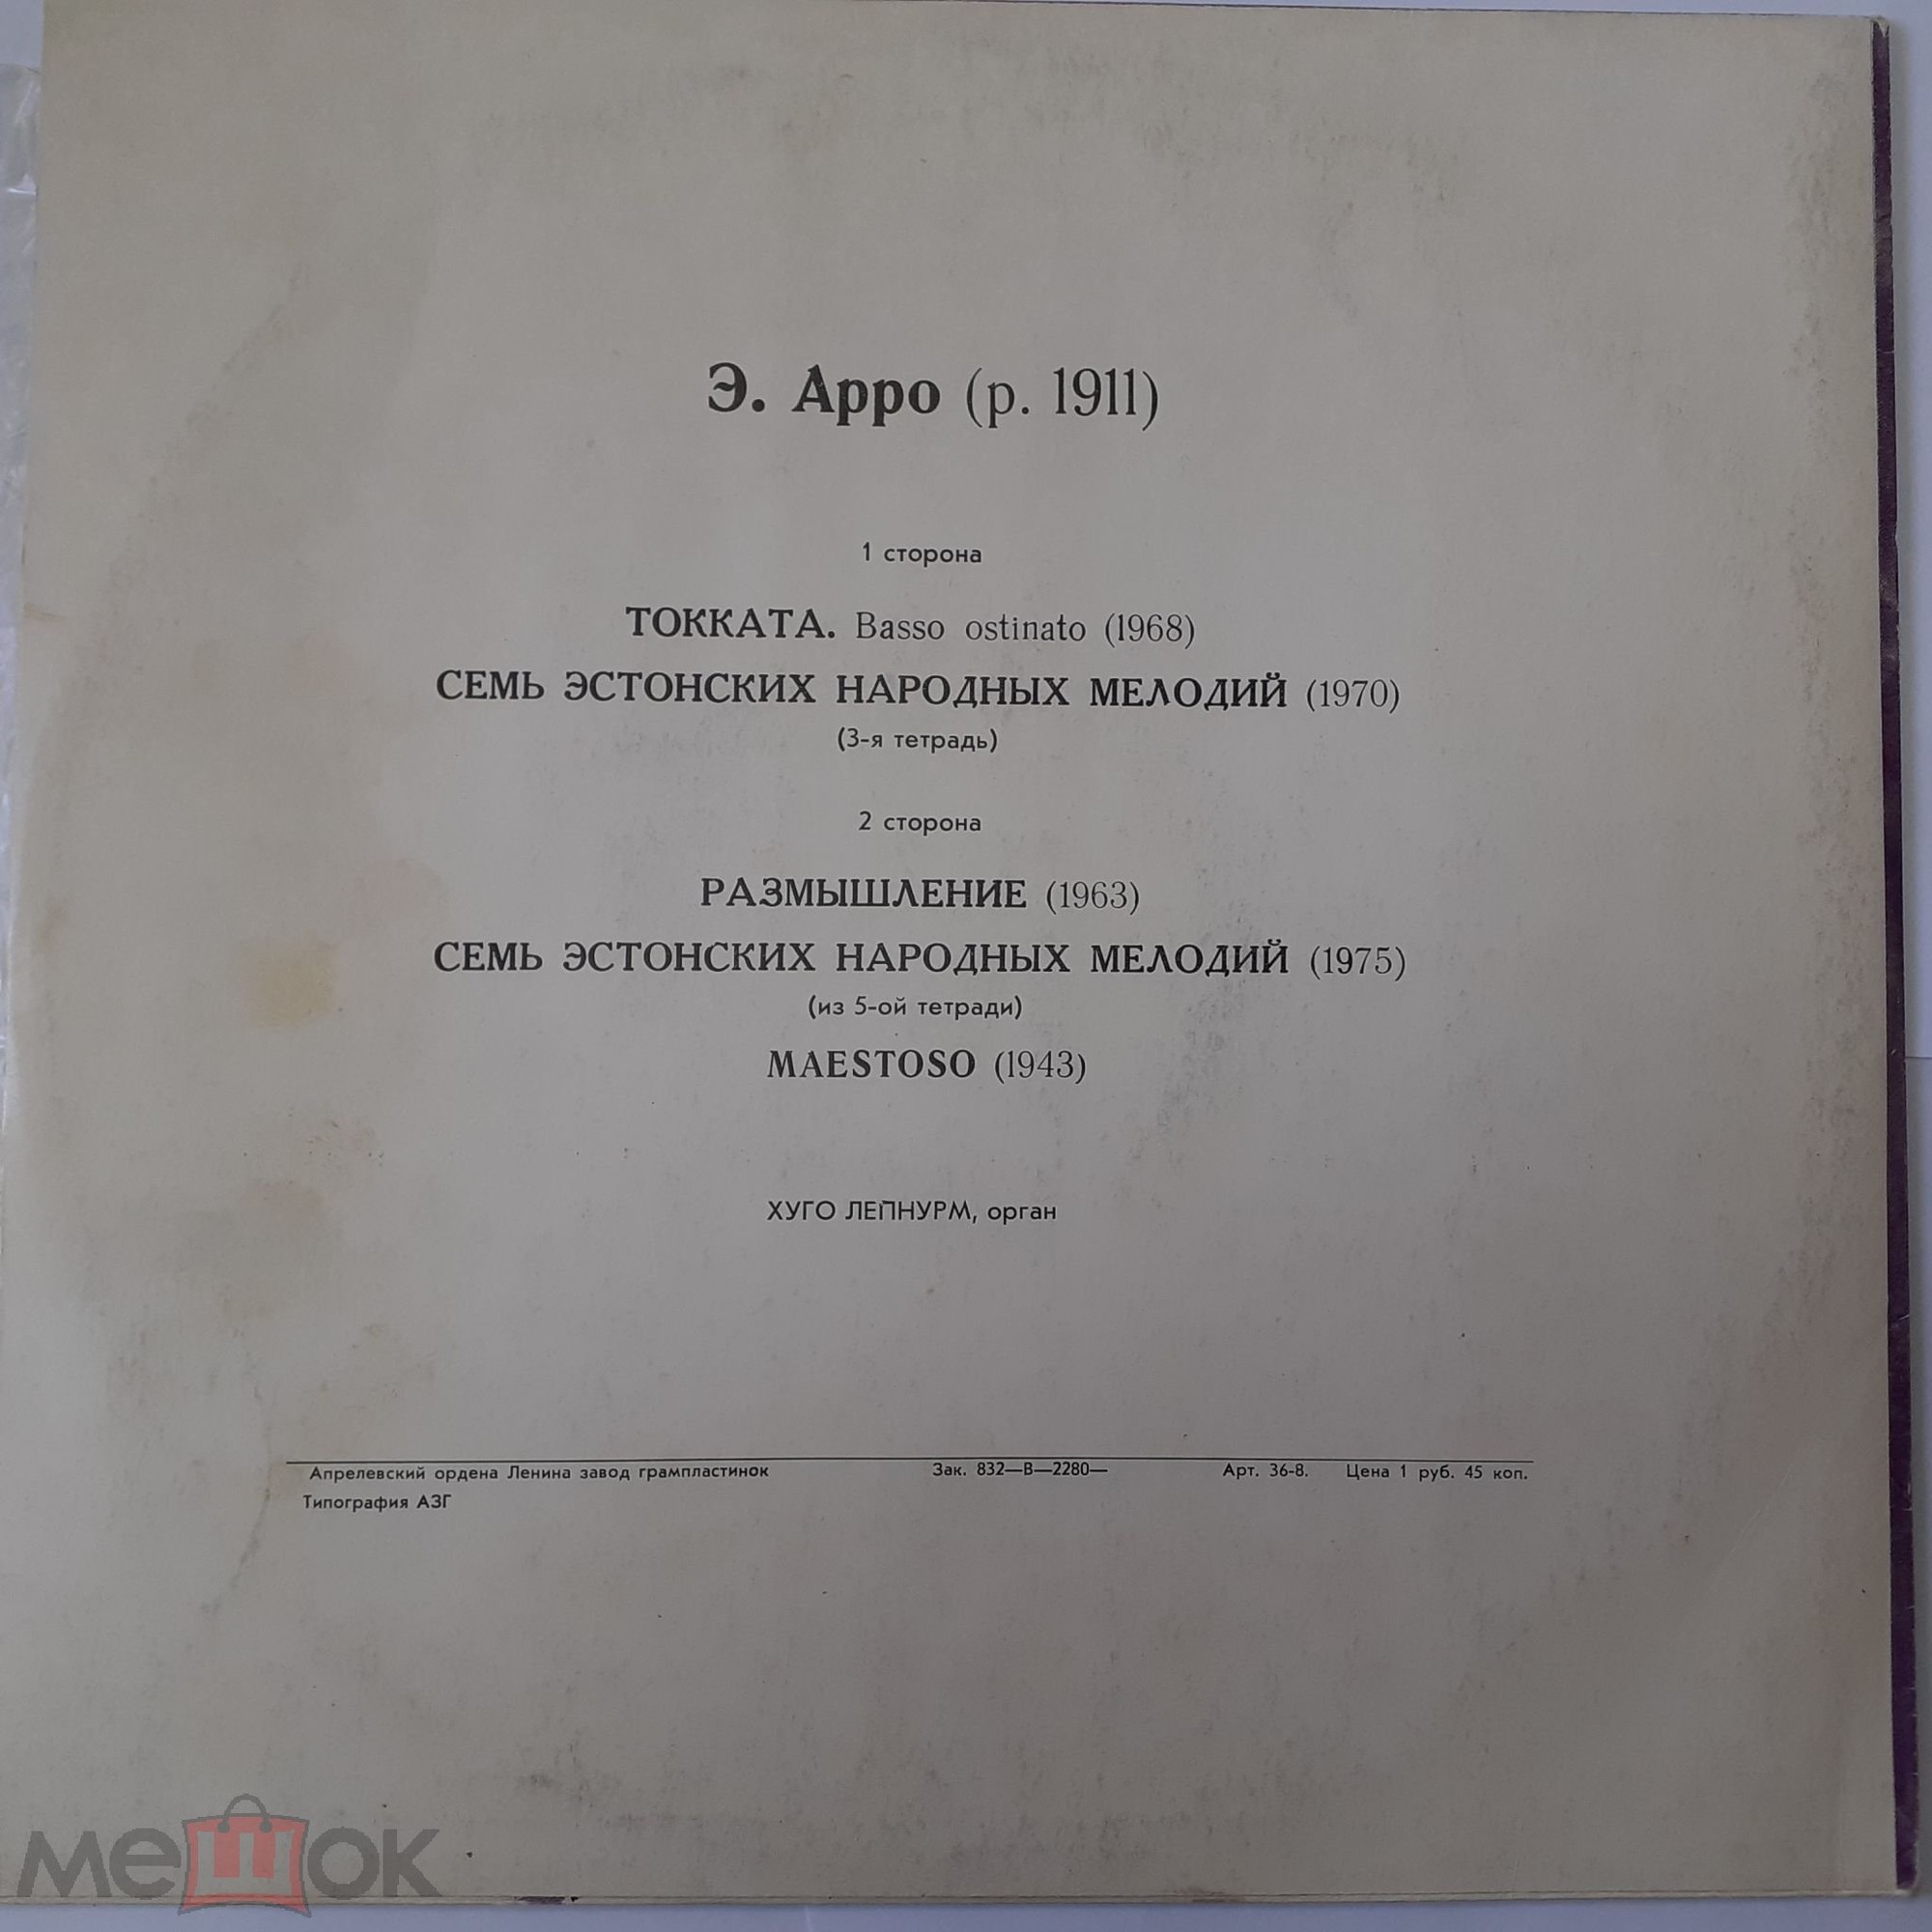 Э. Арро (р. 1911)
1 сторона
ТОККАТА. Basso ostinato (1968)
СЕМЬ ЭСТОНСКИХ НАРОДНЫХ МЕЛОДИЙ (1970)
(3-я тетрадь)
2 сторона
РАЗМЫШЛЕНИЕ (1963)
СЕМЬ ЭСТОНСКИХ НАРОДНЫХ МЕЛОДИЙ (1975)
(из 5-ой тетради)
MAESTOSO (1943)
ХУГО ЛЕПНУРМ, орган
Апрелевский ордена Ленина завод грампластинок Зак. 832—В—2280— Арт. 36-8. Цена 1 руб. 45 коп.
Типография АЗГ
мешок